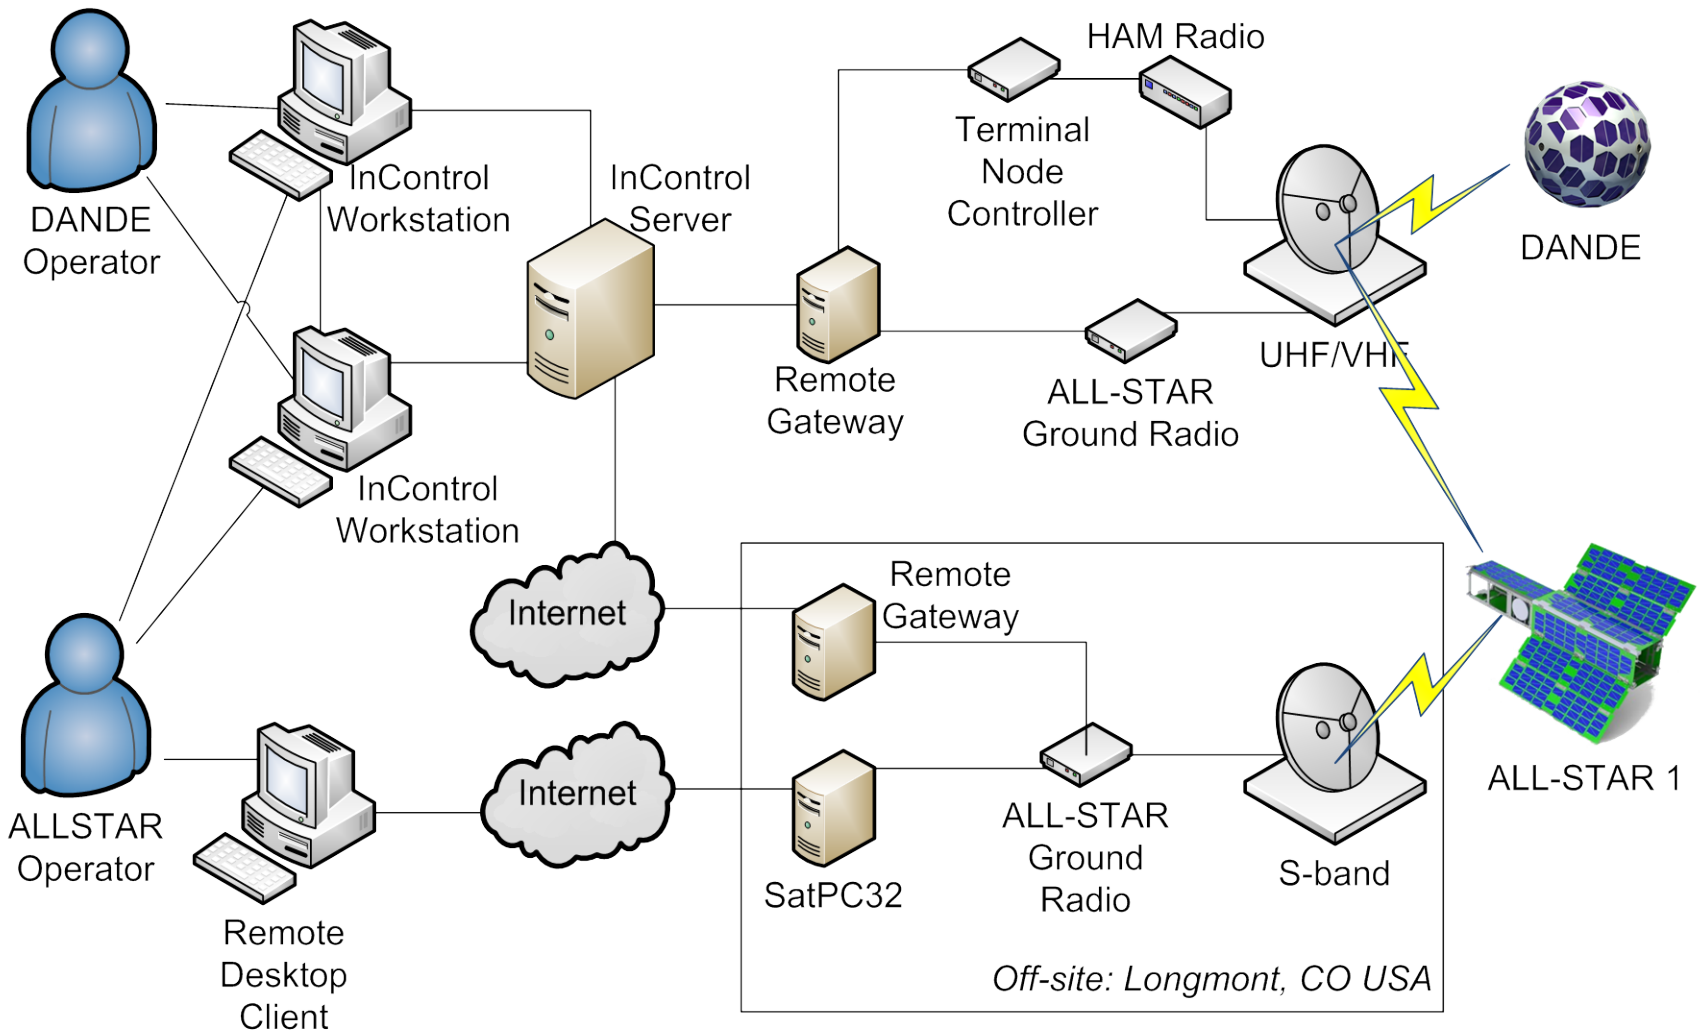 HAM Radio
Terminal
Node
Controller
InControl
Workstation
InControl
Server
DANDE
Operator
DANDE
UHF/VHF
Remote
Gateway
ALL-STAR
Ground Radio
InControl
Workstation
Internet
Remote
Gateway
Internet
ALL-STAR 1
ALLSTAR
Operator
ALL-STAR
Ground
Radio
S-band
SatPC32
Remote
Desktop
Client
Off-site: Longmont, CO USA